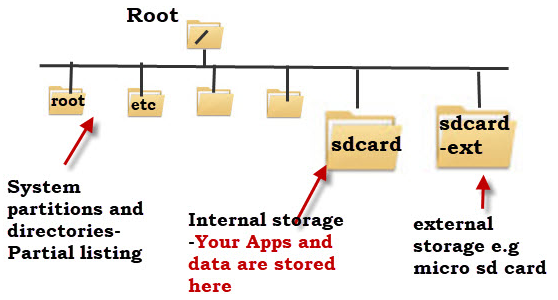 Root
/
root
etc
sdcard
sdcard
-ext
System
partitions and
directories-
Partial listing
Internal storage
-Your Apps and
data are stored
here
external
storage e.g
micro sd card